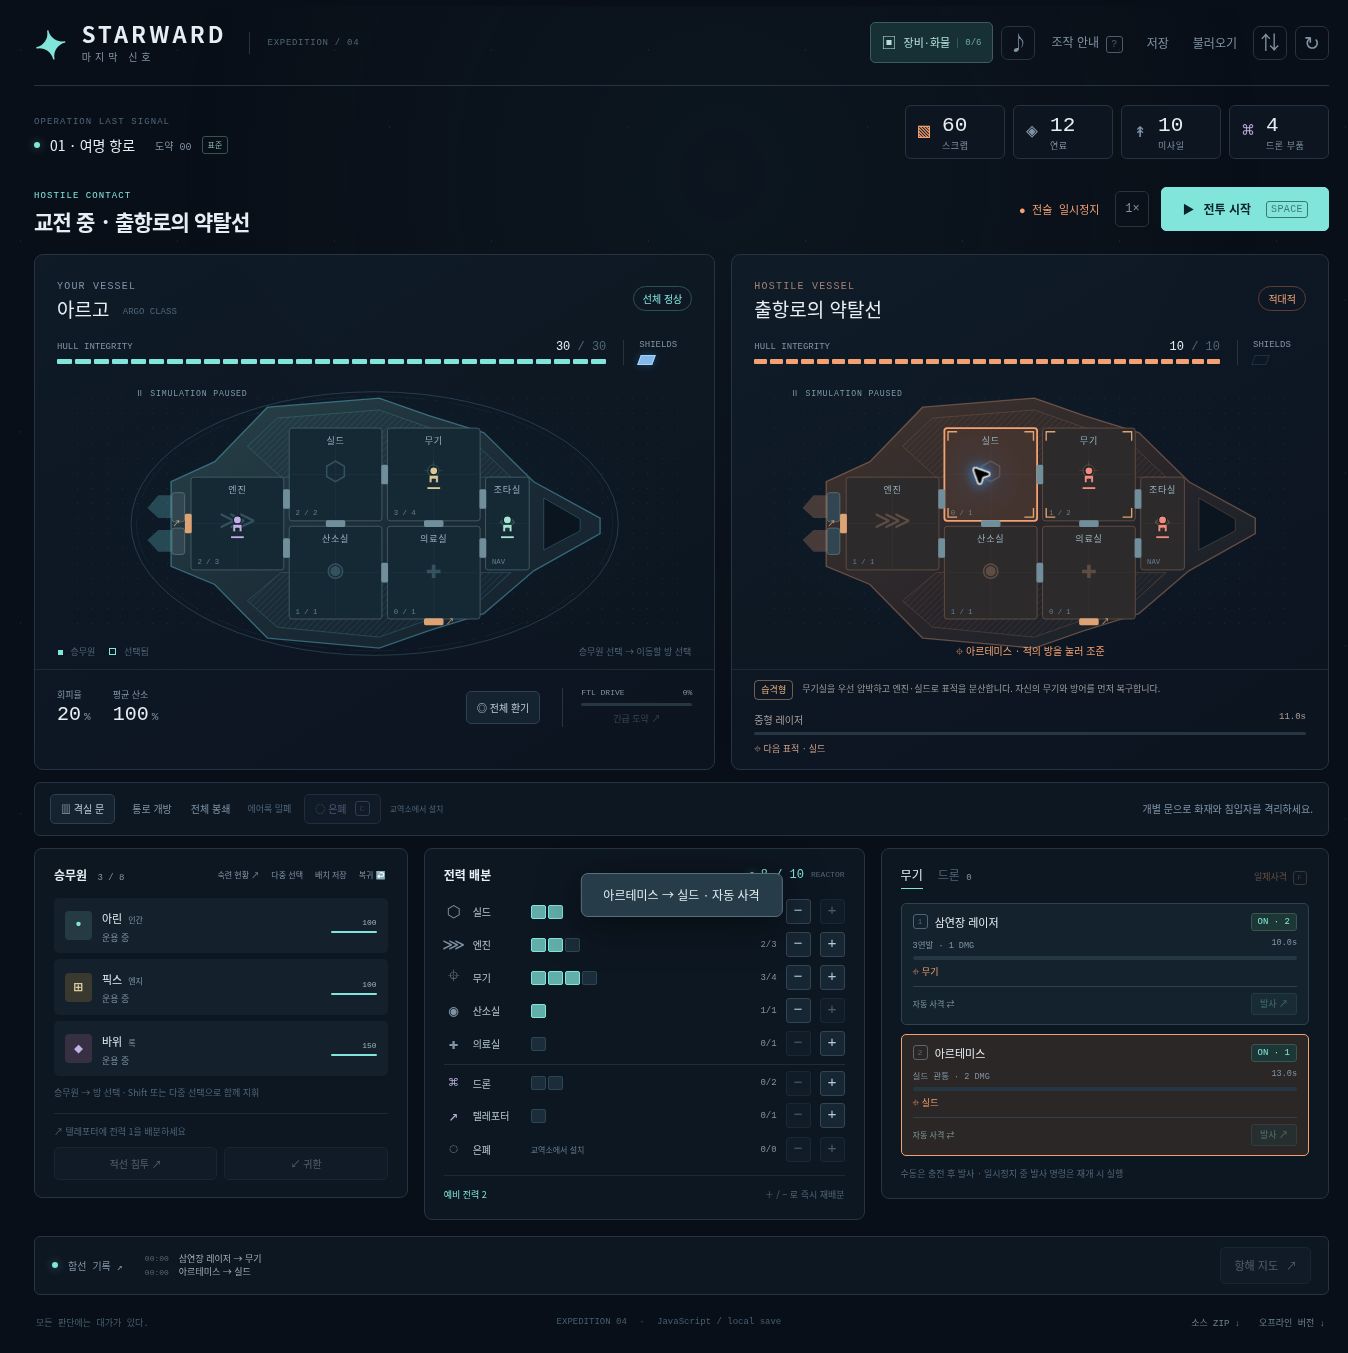 STARWARD
마지막 신호
EXPEDITION / 04
장비·화물 0/6
조작 안내 ?
저장
불러오기
OPERATION LAST SIGNAL
01 · 여명 항로
도약 00
표준
60
스크랩
12
연료
10
미사일
4
드론 부품
HOSTILE CONTACT
교전 중 · 출항로의 약탈선
전술 일시정지
1×
전투 시작 SPACE
YOUR VESSEL
아르고 ARGO CLASS
선체 정상
HULL INTEGRITY
30 / 30
SHIELDS
SIMULATION PAUSED
실드
2 / 2
무기
3 / 4
엔진
2 / 3
조타실
NAV
산소실
1 / 1
의료실
0 / 1
승무원
선택됨
승무원 선택 → 이동할 방 선택
회피율
20 %
평균 산소
100 %
◎ 전체 환기
FTL DRIVE 0%
긴급 도약 ↗
HOSTILE VESSEL
출항로의 약탈선
적대적
HULL INTEGRITY
10 / 10
SHIELDS
SIMULATION PAUSED
실드
0 / 1
무기
/ 2
엔진
1 / 1
조타실
NAV
산소실
1 / 1
의료실
0 / 1
아르테미스 · 적의 방을 눌러 조준
습격형
무기실을 우선 압박하고 엔진·실드로 표적을 분산합니다. 자신의 무기와 방어를 먼저 복구합니다.
중형 레이저 11.0s
다음 표적 · 실드
격실 문
통로 개방
전체 봉쇄
에어록 밀폐
은폐
교역소에서 설치
개별 문으로 화재와 침입자를 격리하세요.
승무원 3 / 8
숙련 현황 ↗
다중 선택
배치 저장
복귀
아린 인간
운용 중
100
픽스 엔지
운용 중
100
바위 록
운용 중
150
승무원 → 방 선택 · Shift 또는 다중 선택으로 함께 지휘
↗ 텔레포터에 전력 1을 배분하세요
적선 침투 ↗
↙ 귀환
전력 배분
8 / 10 REACTOR
아르테미스 → 실드 · 자동 사격
실드 − +
엔진 2/3 − +
무기 3/4 − +
산소실 1/1 − +
의료실 0/1 − +
드론 0/2 − +
텔레포터 0/1 − +
은폐 교역소에서 설치 0/0 − +
예비 전력 2
+ / − 로 즉시 재배분
무기
드론 0
일제사격 F
1 삼연장 레이저 ON · 2
3연발 · 1 DMG 10.0s
무기
자동 사격 ⇄
발사 ↗
2 아르테미스 ON · 1
실드 관통 · 2 DMG 13.0s
실드
자동 사격 ⇄
발사 ↗
수동은 충전 후 발사 · 일시정지 중 발사 명령은 재개 시 실행
함선 기록 ↗
00:00 삼연장 레이저 → 무기
00:00 아르테미스 → 실드
항해 지도 ↗
모든 판단에는 대가가 있다.
EXPEDITION 04 · JavaScript / local save
소스 ZIP ↓
오프라인 버전 ↓